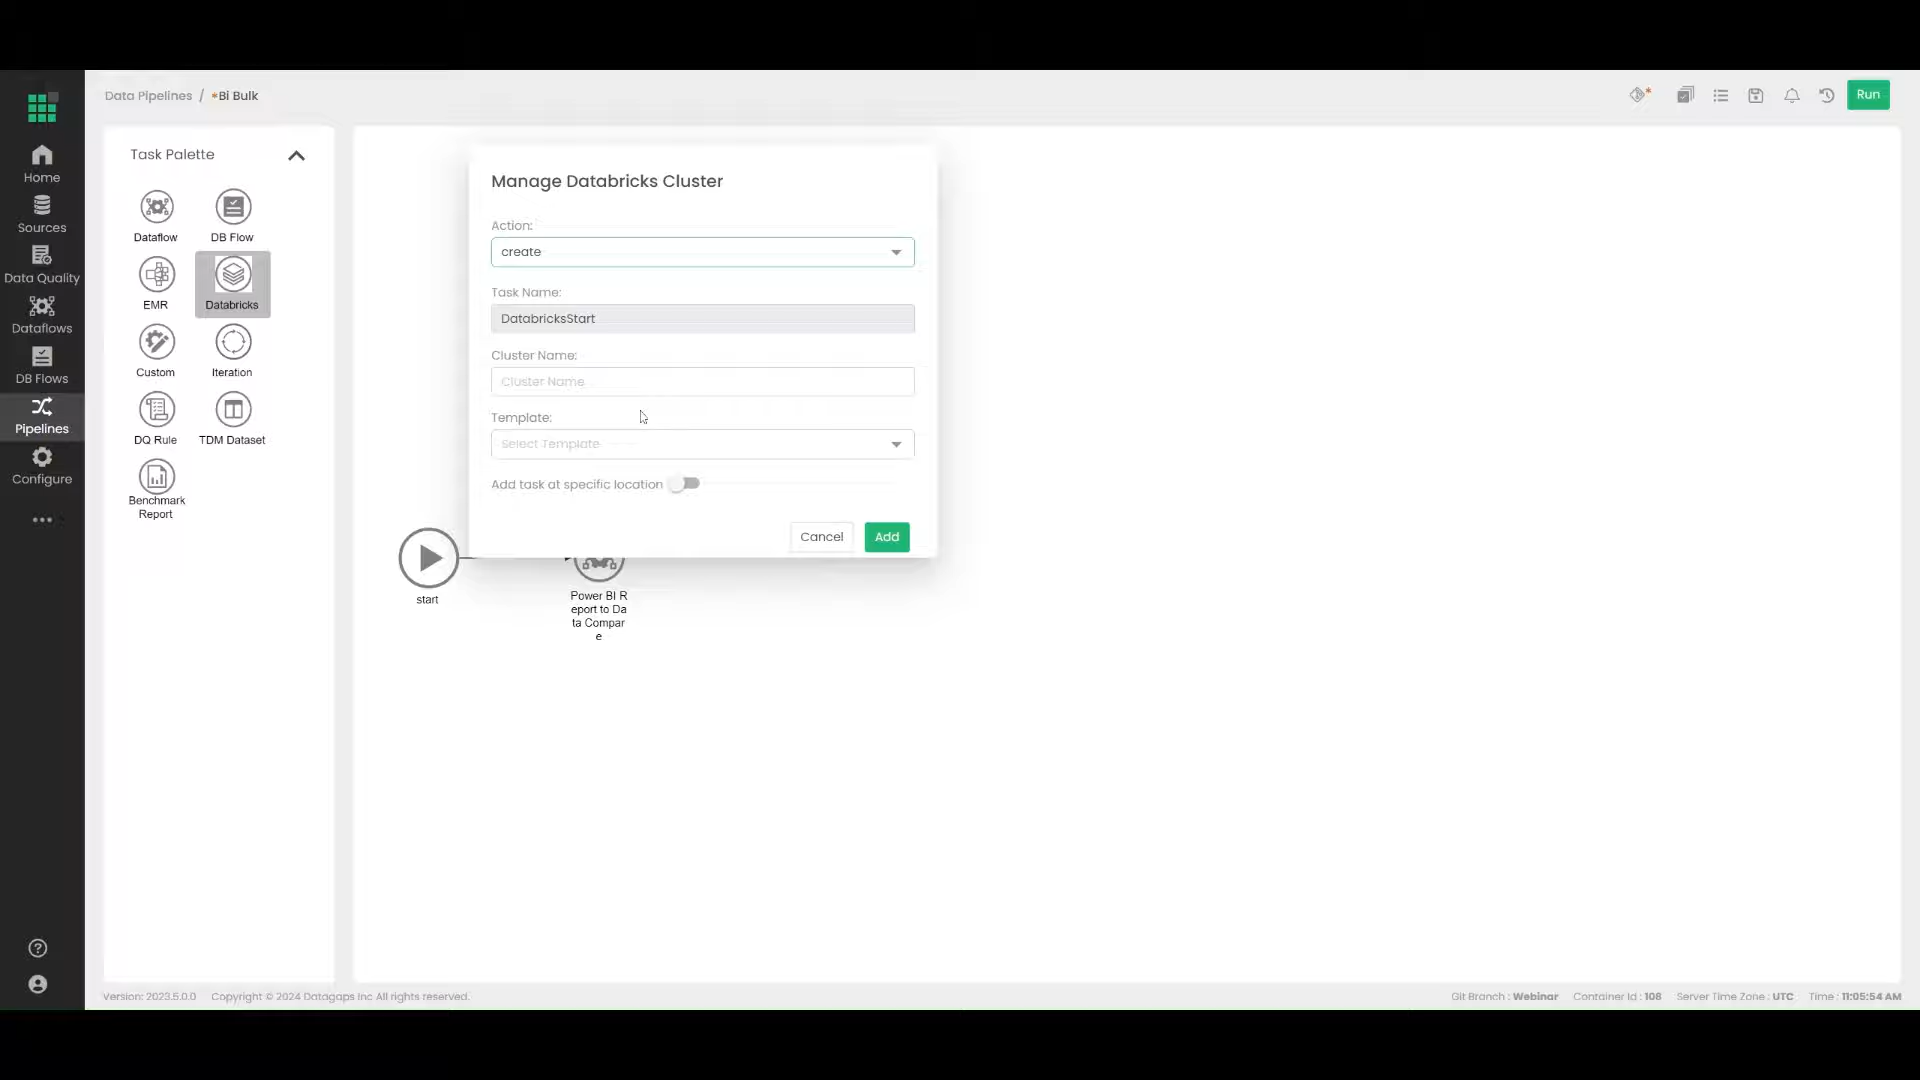 Data Pipelines / *Bi Bulk
Run
Home
Sources
Data Quality
Dataflows
DB Flows
Pipelines
Configure
Task Palette
Dataflow
DB Flow
EMR
Databricks
Custom
Iteration
DQ Rule
TDM Dataset
Benchmark
Report
Manage Databricks Cluster
Action:
create
Task Name:
DatabricksStart
Cluster Name:
Cluster Name
Template:
Select Template
Add task at specific location
Cancel
Add
start
Power BI R
eport to Da
ta Compar
e
Version: 2023.5.0.0 Copyright © 2024 Datagaps Inc All rights reserved.
Git Branch : Webinar Container Id : 108 Server Time Zone : UTC Time : 11:05:54 AM